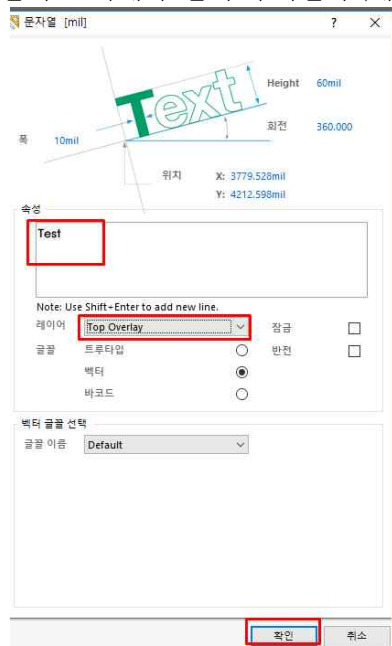 문자열 [mil] ? X
Text
Height 60mil
회전 360.000
폭 10mil
위치 X: 3779.528mil
Y: 4212.598mil
속성
Test
Note: Use Shift+Enter to add new line.
레이어 Top Overlay 잠금
글꼴 트루타입 반전
벡터
바코드
벡터 글꼴 선택
글꼴 이름 Default
확인 취소